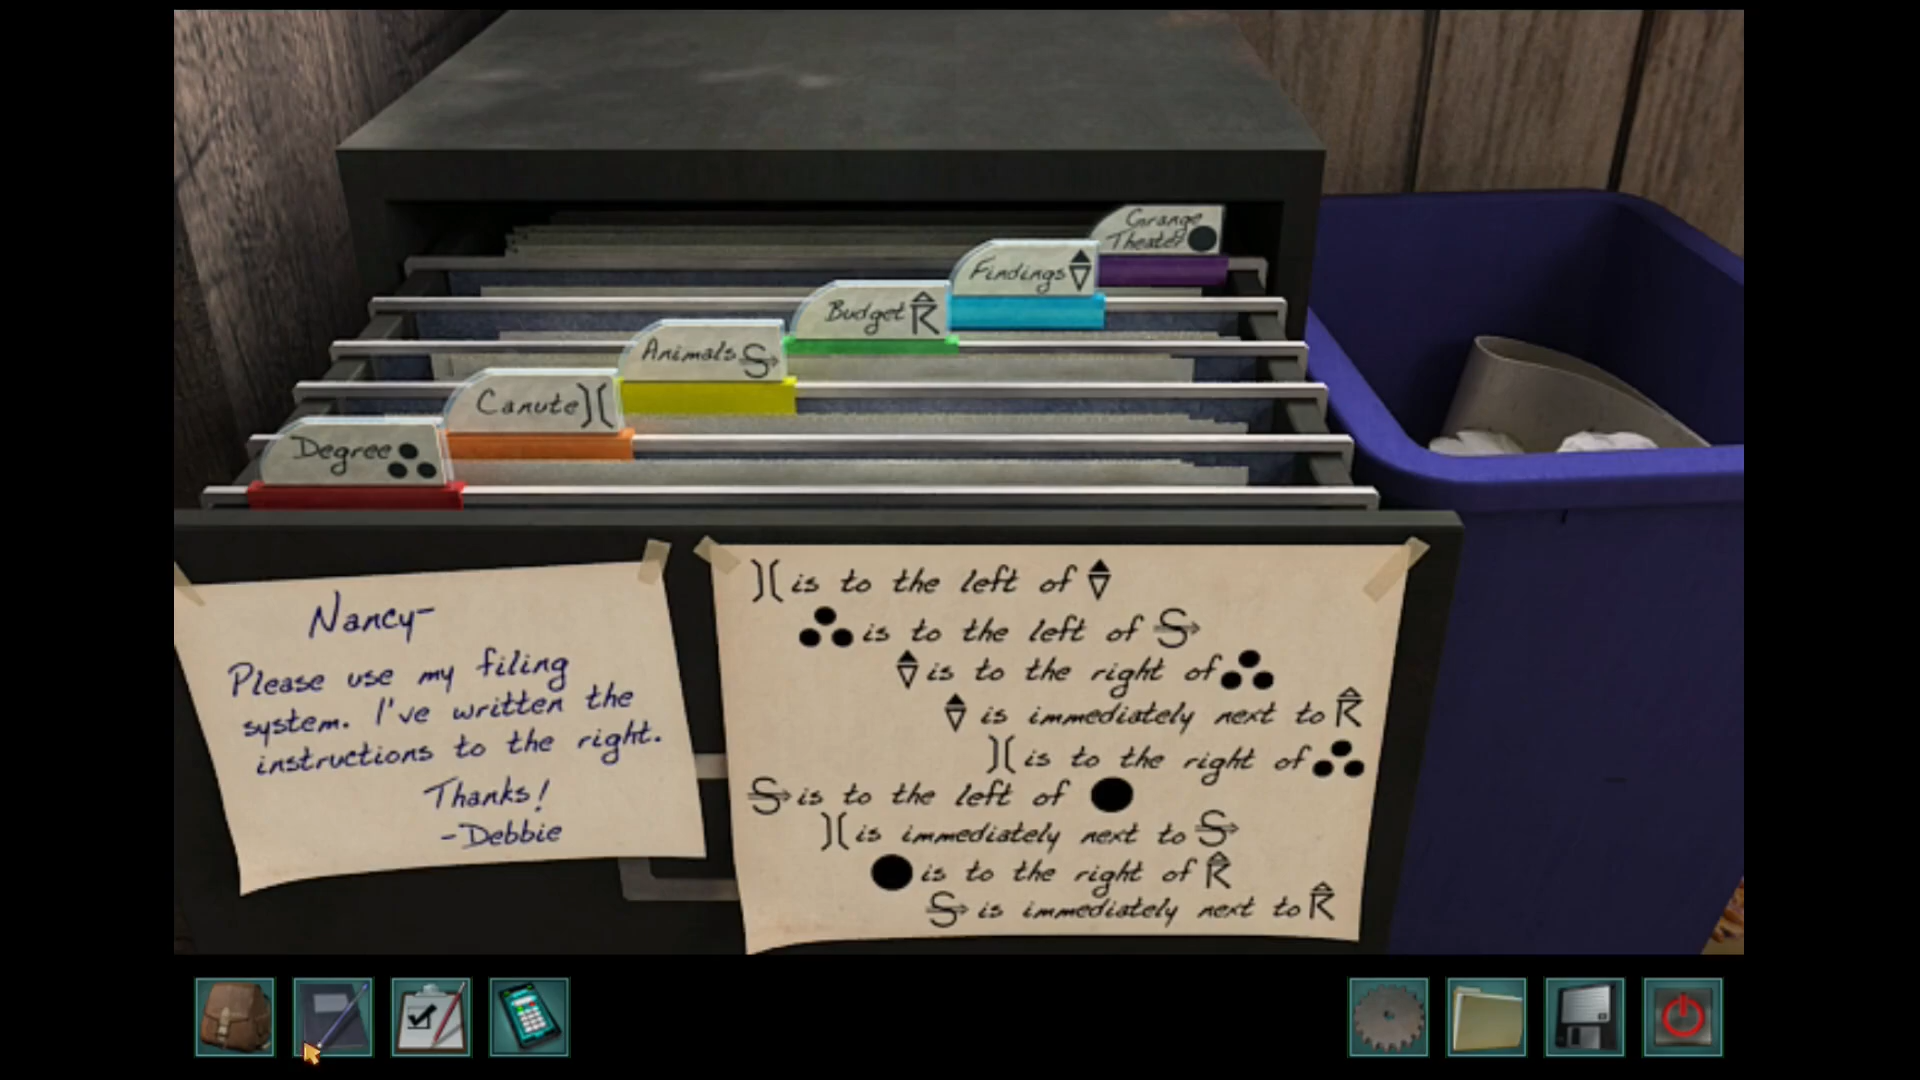 Grange
Theater
Findings
Budget R̂
Animals S
Canute )(
Degree
Nancy-
Please use my filing
system. I've written the
instructions to the right.
Thanks!
-Debbie
)( is to the left of
is to the left of S
is to the right of
is immediately next to R̂
)( is to the right of
S is to the left of
)( is immediately next to S
is to the right of R̂
S is immediately next to R̂